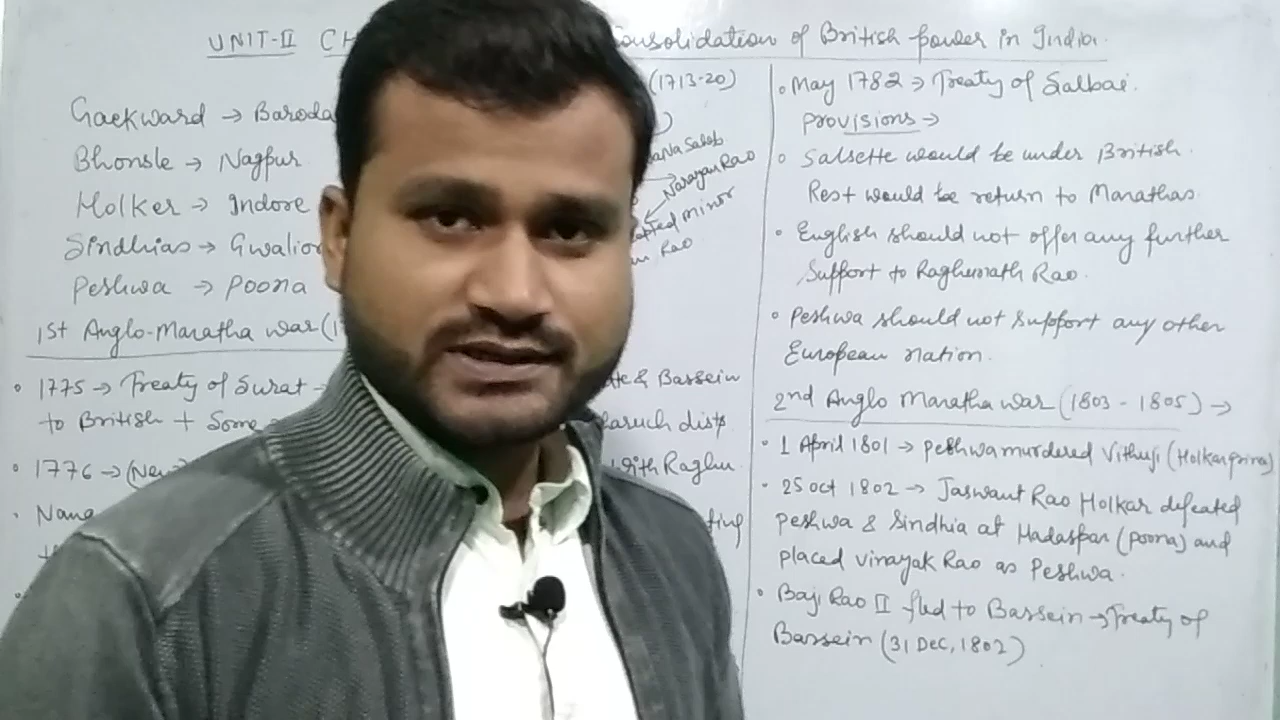 UNIT-II CH Consolidation of British power in India.
(1713-20)
Gaekward → Baroda
Bhonsle → Nagpur
Holker → Indore
Sindhias → Gwalior
Peshwa → Poona
Narayan Rao
Minor
Rao
1st Anglo-Maratha war (1
1775 → Treaty of Surat → & Bassein
to British + Some distς
1776 → with Raghu
Nana
May 1782 → Treaty of Salbai.
Provisions →
Salsette would be under British.
Rest would be return to Marathas
English should not offer any further
Support to Raghunath Rao.
Peshwa should not support any other
European nation.
2nd Anglo Maratha war (1803 - 1805) →
1 April 1801 → Peshwa murdered Vithuji (Holkar prince)
25 Oct 1802 → Jaswant Rao Holkar defeated
Peshwa & Sindhia at Hadaspar (poona) and
placed Vinayak Rao as Peshwa.
Baji Rao II fled to Bassein → Treaty of
Bassein (31 Dec, 1802)